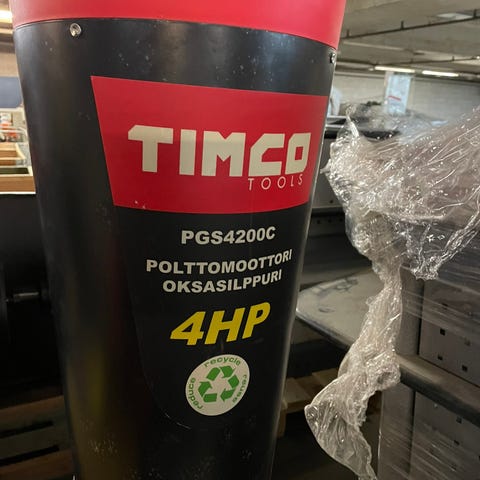 TIMCO
TOOLS
PGS4200C
POLTTOMOOTTORI
OKSASILPPURI
4HP
reduce recycle reuse